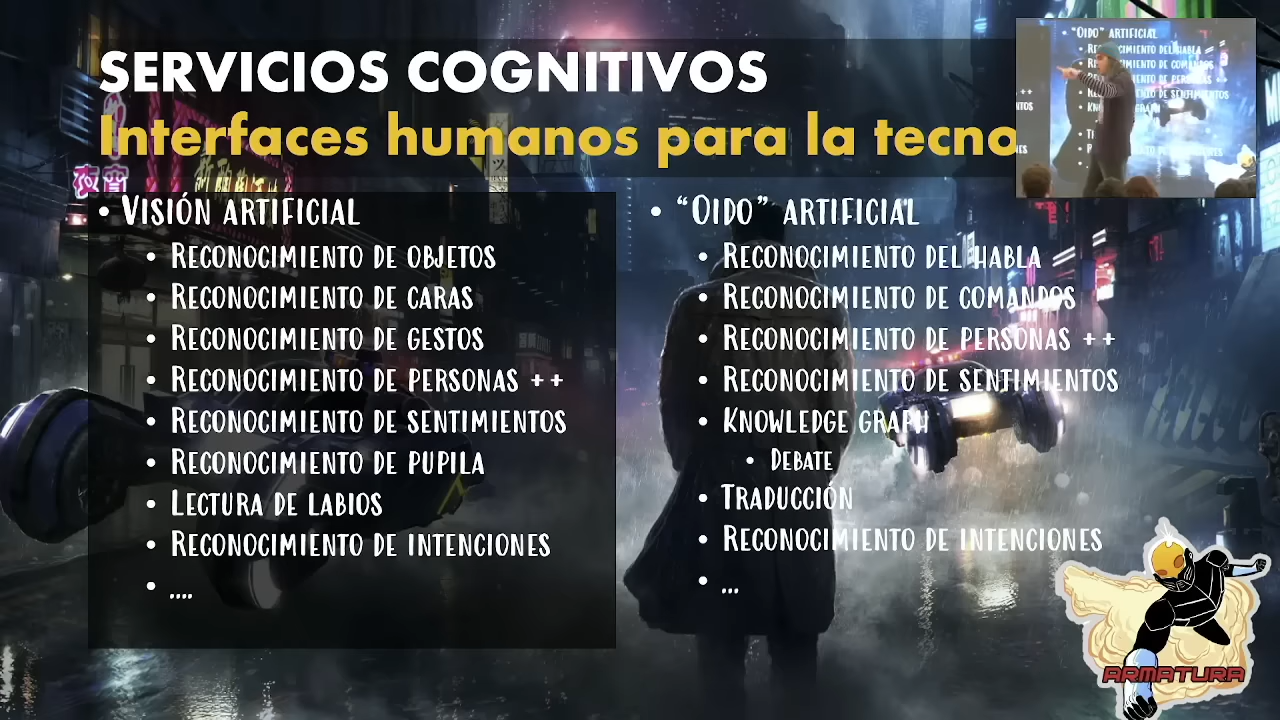 SERVICIOS COGNITIVOS
Interfaces humanos para la tecno
• VISIÓN ARTIFICIAL
• RECONOCIMIENTO DE OBJETOS
• RECONOCIMIENTO DE CARAS
• RECONOCIMIENTO DE GESTOS
• RECONOCIMIENTO DE PERSONAS ++
• RECONOCIMIENTO DE SENTIMIENTOS
• RECONOCIMIENTO DE PUPILA
• LECTURA DE LABIOS
• RECONOCIMIENTO DE INTENCIONES
• ....
• “OIDO” ARTIFICIAL
• RECONOCIMIENTO DEL HABLA
• RECONOCIMIENTO DE COMANDOS
• RECONOCIMIENTO DE PERSONAS ++
• RECONOCIMIENTO DE SENTIMIENTOS
• KNOWLEDGE GRAPH
• DEBATE
• TRADUCCIÓN
• RECONOCIMIENTO DE INTENCIONES
• ...
• “OIDO” ARTIFICIAL
ARMATURA